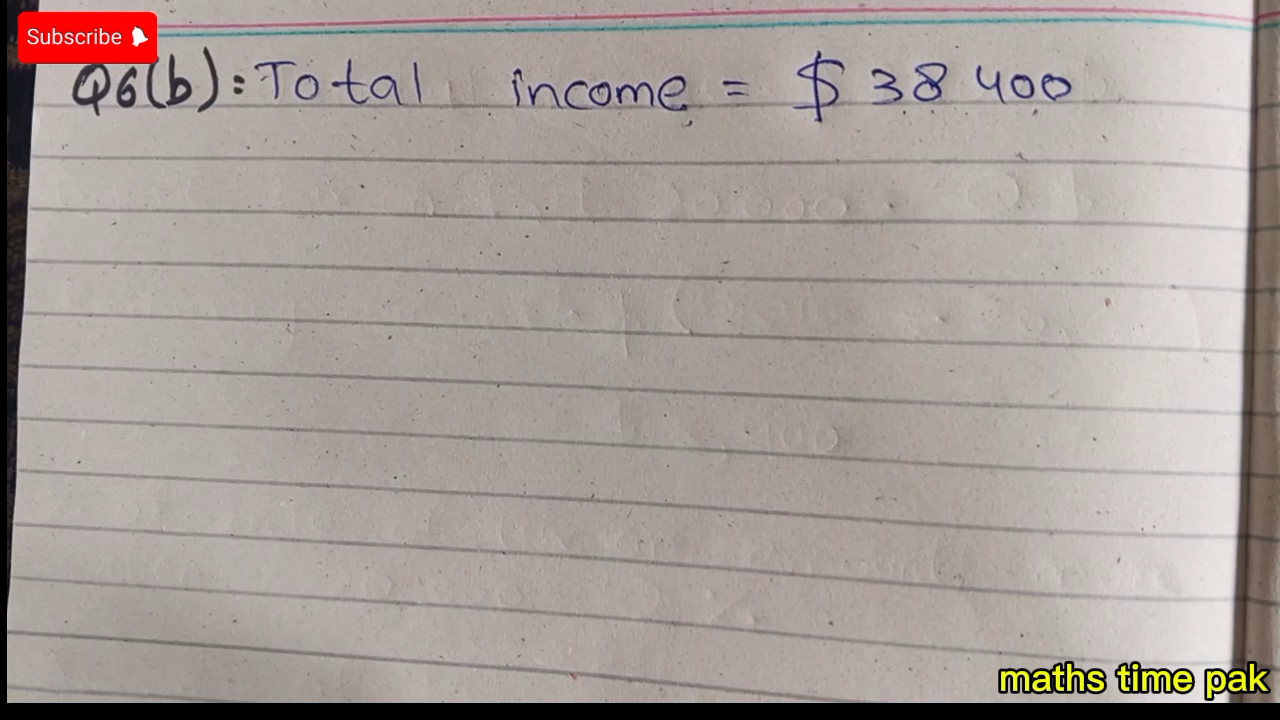 Subscribe
Q6(b): Total income = $ 38 400
maths time pak